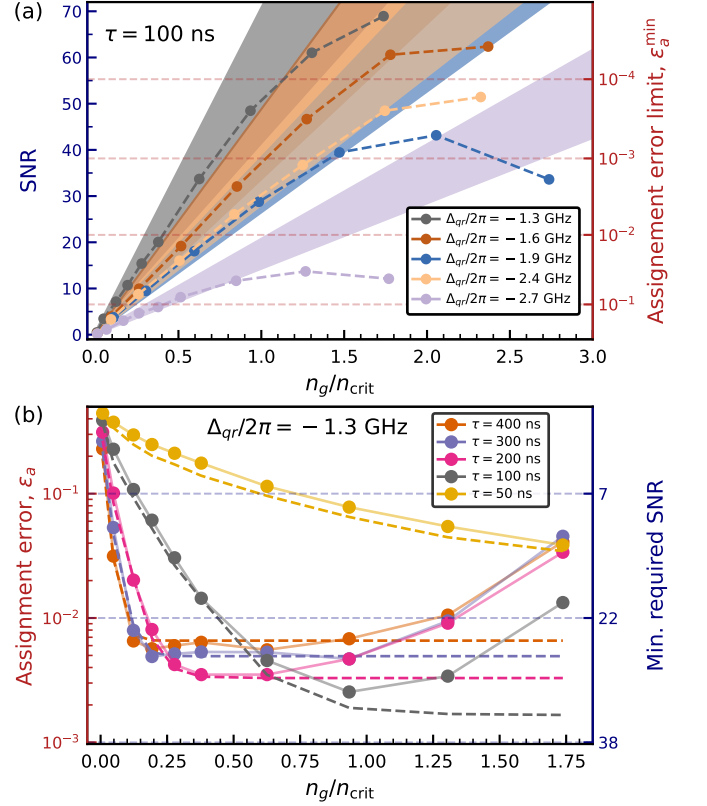 (a)
τ = 100 ns
SNR
70
60
50
40
30
20
10
0
10⁻⁴
10⁻³
10⁻²
10⁻¹
Assignement error limit, εₐᵐⁱⁿ
Δ_qr/2π = − 1.3 GHz
Δ_qr/2π = − 1.6 GHz
Δ_qr/2π = − 1.9 GHz
Δ_qr/2π = − 2.4 GHz
Δ_qr/2π = − 2.7 GHz
0.0 0.5 1.0 1.5 2.0 2.5 3.0
n_g/n_crit
(b)
Δ_qr/2π = − 1.3 GHz
τ = 400 ns
τ = 300 ns
τ = 200 ns
τ = 100 ns
τ = 50 ns
Assignment error, εₐ
10⁻¹
10⁻²
10⁻³
7
22
38
Min. required SNR
0.00 0.25 0.50 0.75 1.00 1.25 1.50 1.75
n_g/n_crit